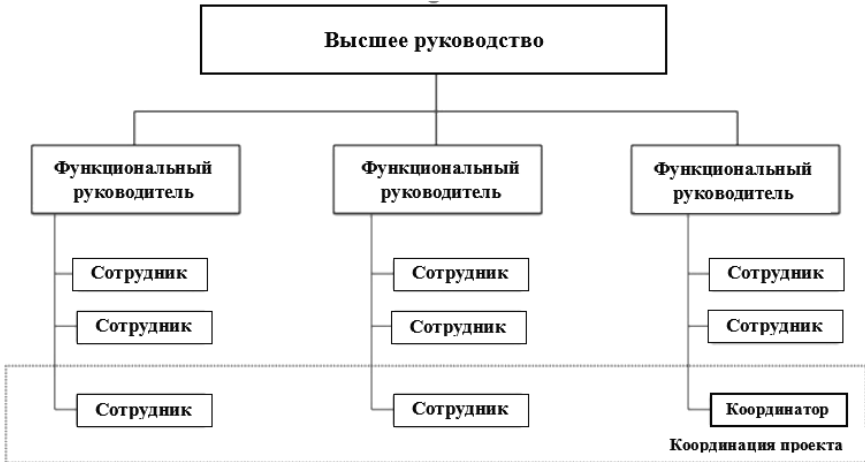 Высшее руководство
Функциональный
руководитель
Функциональный
руководитель
Функциональный
руководитель
Сотрудник
Сотрудник
Сотрудник
Сотрудник
Сотрудник
Сотрудник
Сотрудник
Сотрудник
Координатор
Координация проекта